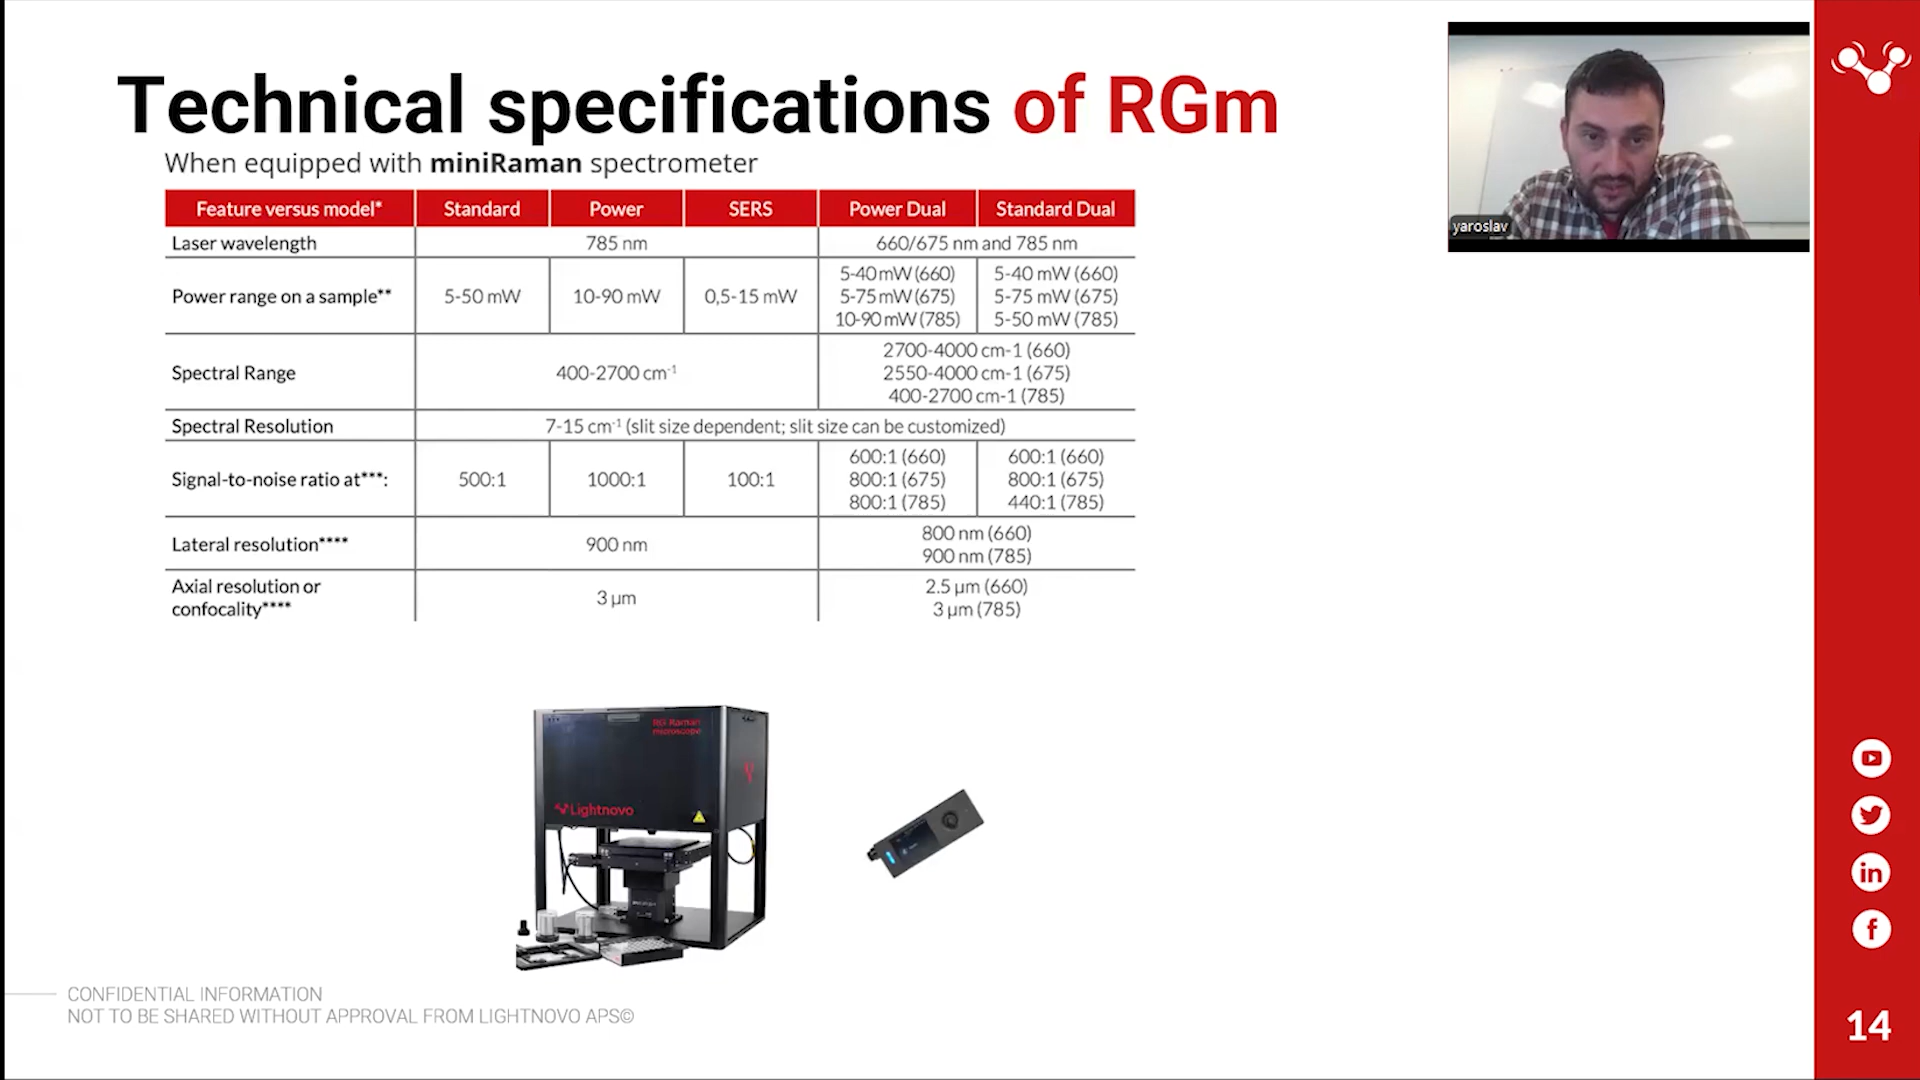 Technical specifications of RGm
When equipped with miniRaman spectrometer
Feature versus model* Standard Power SERS Power Dual Standard Dual
Laser wavelength 785 nm 660/675 nm and 785 nm
Power range on a sample** 5-50 mW 10-90 mW 0,5-15 mW
5-40 mW (660) 5-40 mW (660)
5-75 mW (675) 5-75 mW (675)
10-90 mW (785) 5-50 mW (785)
Spectral Range 400-2700 cm⁻¹
2700-4000 cm-1 (660)
2550-4000 cm-1 (675)
400-2700 cm-1 (785)
Spectral Resolution 7-15 cm⁻¹ (slit size dependent; slit size can be customized)
Signal-to-noise ratio at***: 500:1 1000:1 100:1
600:1 (660) 600:1 (660)
800:1 (675) 800:1 (675)
800:1 (785) 440:1 (785)
Lateral resolution**** 900 nm
800 nm (660)
900 nm (785)
Axial resolution or
confocality****
3 µm
2.5 µm (660)
3 µm (785)
yaroslav
RG Raman
microscope
Lightnovo
CONFIDENTIAL INFORMATION
NOT TO BE SHARED WITHOUT APPROVAL FROM LIGHTNOVO APS©
14